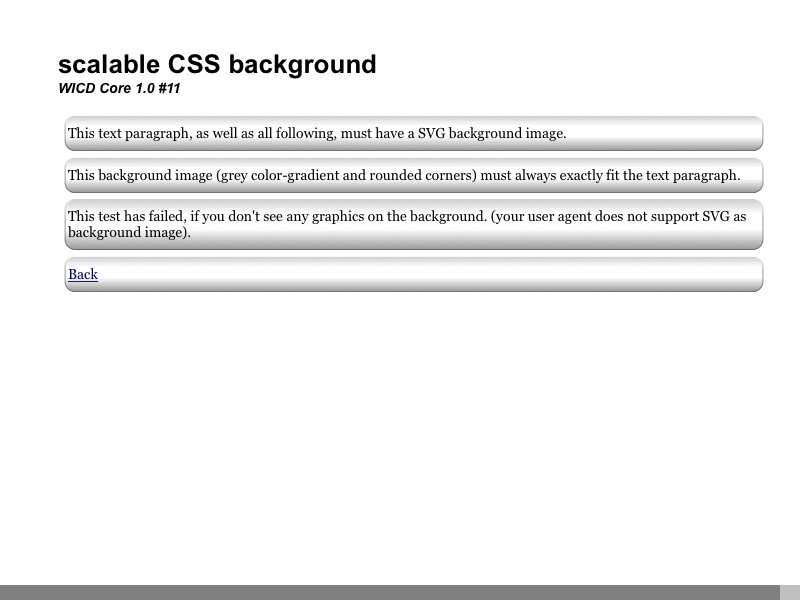 scalable CSS background
WICD Core 1.0 #11
This text paragraph, as well as all following, must have a SVG background image.
This background image (grey color-gradient and rounded corners) must always exactly fit the text paragraph.
This test has failed, if you don't see any graphics on the background. (your user agent does not support SVG as
background image).
Back